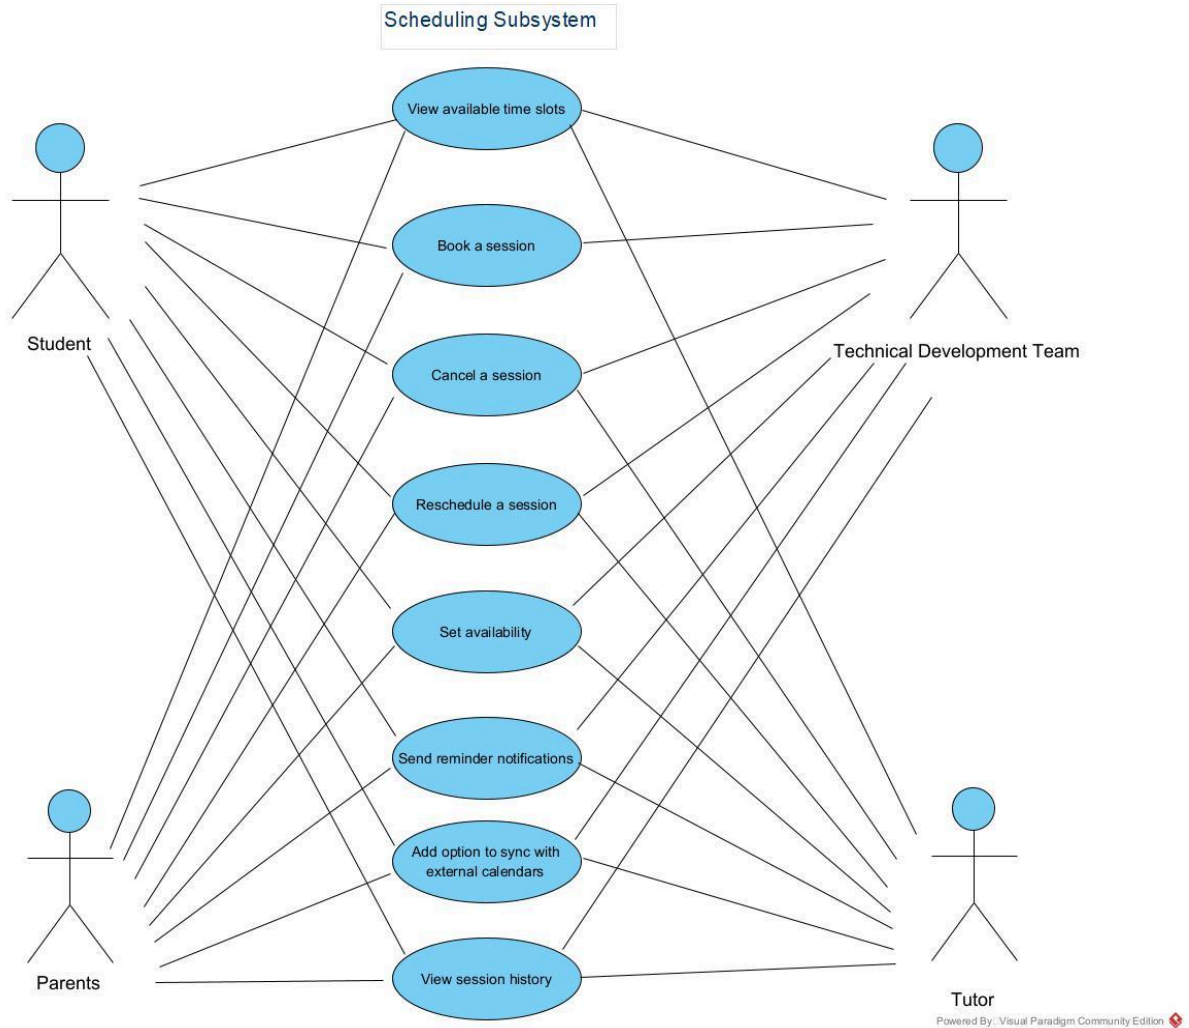 Scheduling Subsystem
View available time slots
Book a session
Student
Technical Development Team
Cancel a session
Reschedule a session
Set availability
Send reminder notifications
Add option to sync with
external calendars
View session history
Parents
Tutor
Powered By: Visual Paradigm Community Edition